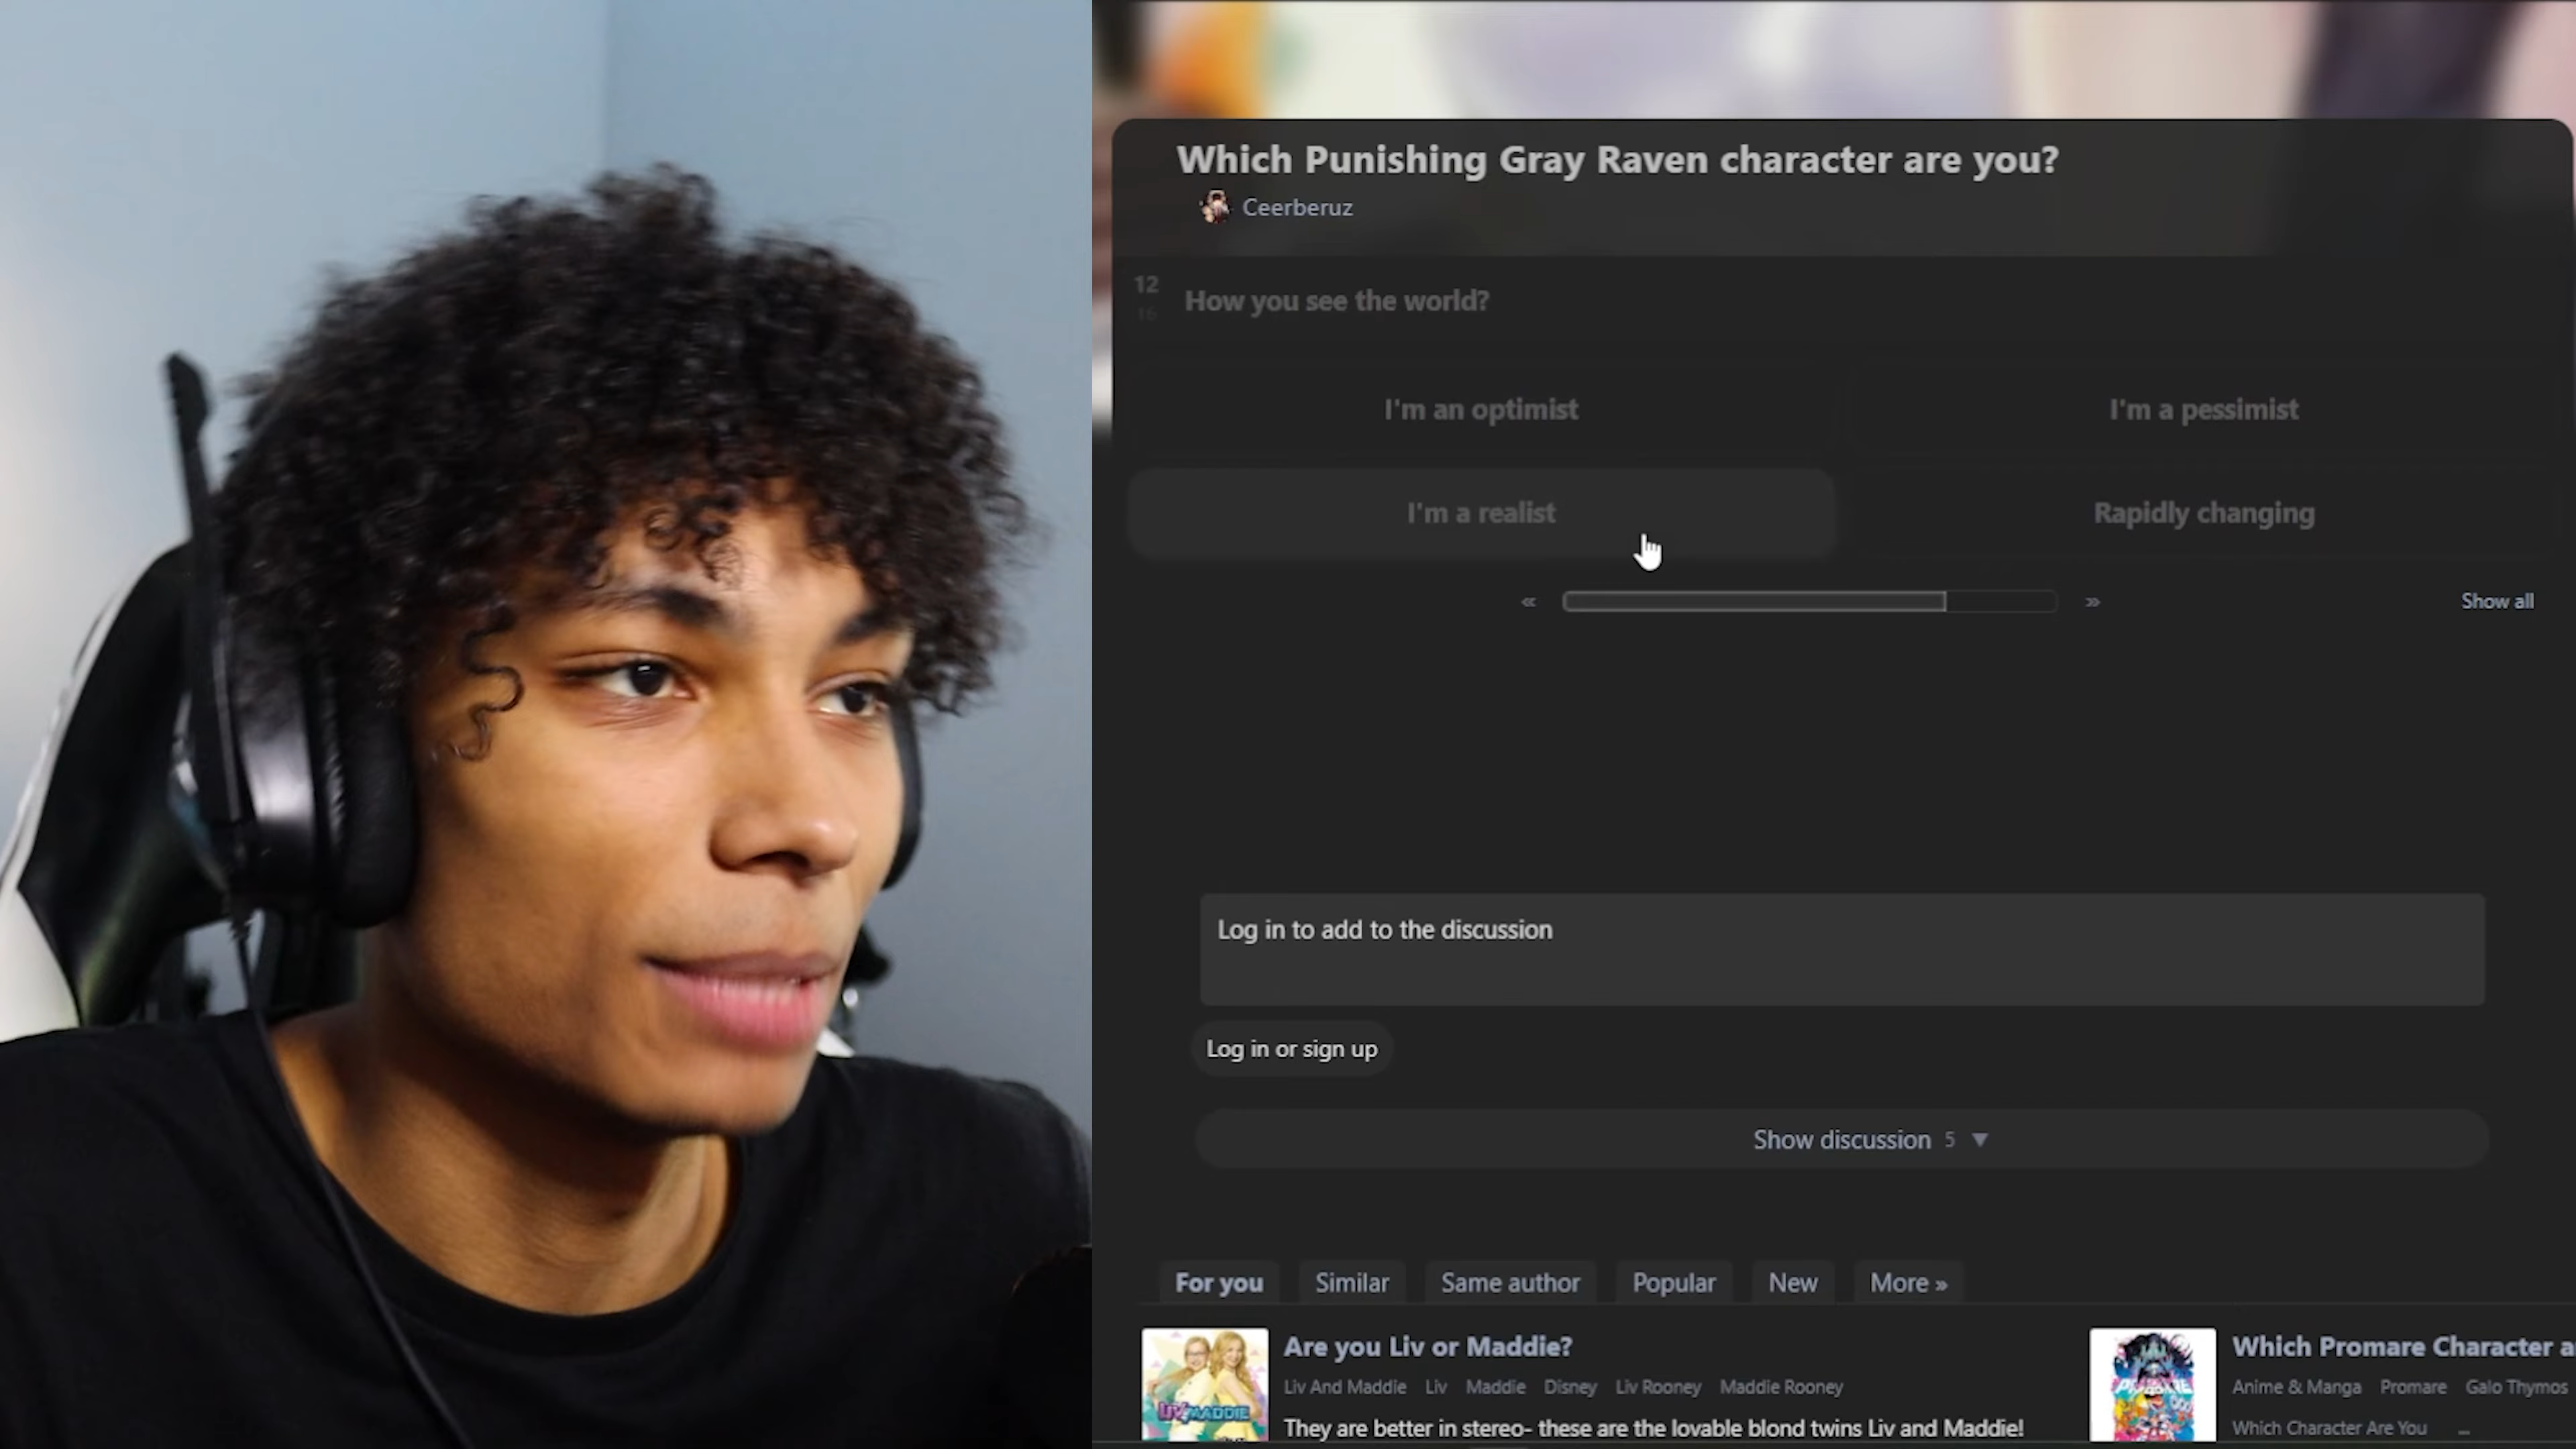 Which Punishing Gray Raven character are you?
Ceerberuz
12
16
How you see the world?
I'm an optimist
I'm a pessimist
I'm a realist
Rapidly changing
«
»
Show all
Log in to add to the discussion
Log in or sign up
Show discussion 5 ▼
For you Similar Same author Popular New More »
Are you Liv or Maddie?
Liv And Maddie Liv Maddie Disney Liv Rooney Maddie Rooney
They are better in stereo- these are the lovable blond twins Liv and Maddie!
LIV MADDIE
Which Promare Character a
Anime & Manga Promare Galo Thymos
Which Character Are You ...
PROMARE